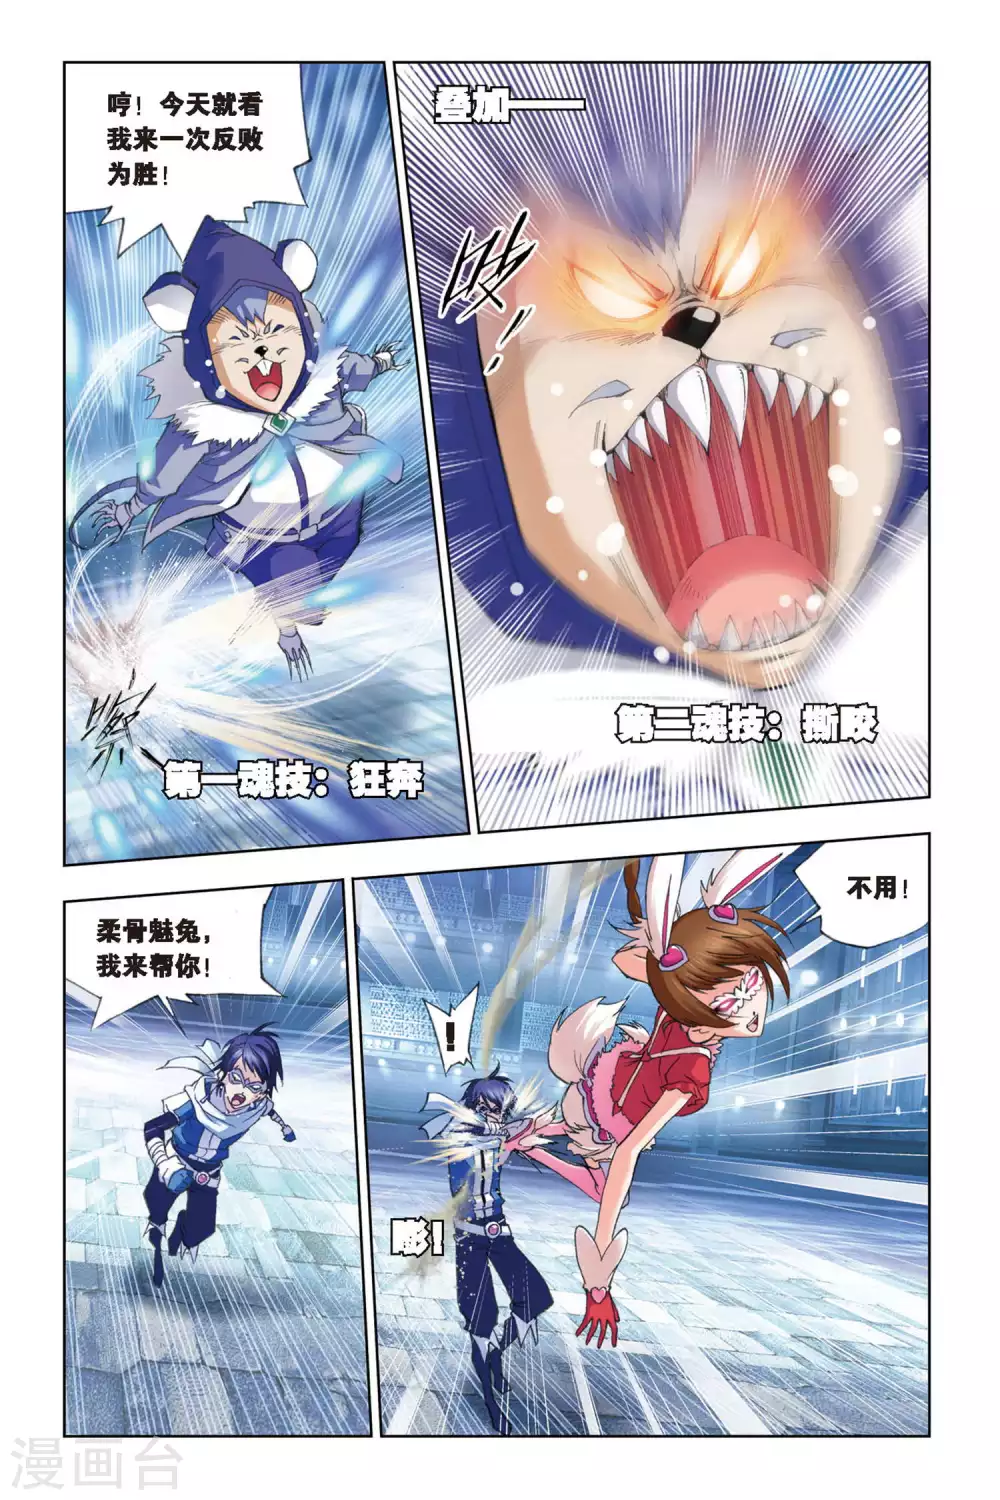 哼！今天就看
我来一次反败
为胜！
嚓
第一魂技：狂奔
叠加——
吱！
第二魂技：撕咬
柔骨魅兔，
我来帮你！
！
嘭！
不用！
漫画台